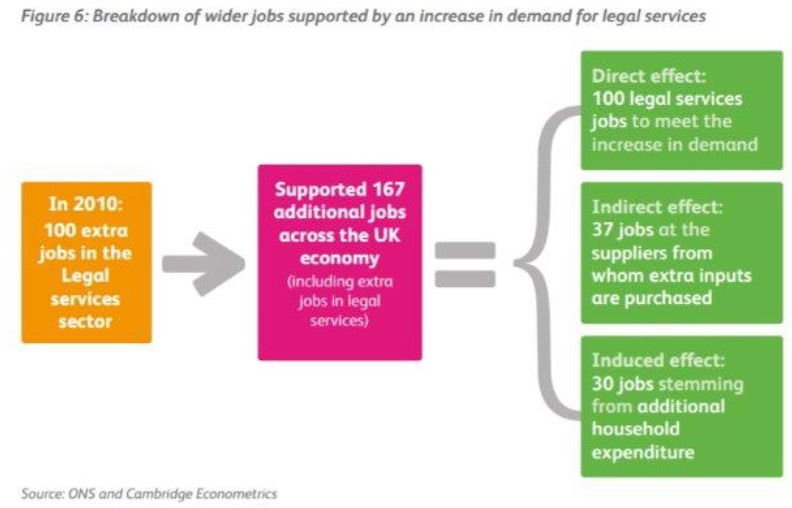 Figure 6: Breakdown of wider jobs supported by an increase in demand for legal services
In 2010:
100 extra
jobs in the
Legal
services
sector
Supported 167
additional jobs
across the UK
economy
(including extra
jobs in legal
services)
Direct effect:
100 legal services
jobs to meet the
increase in demand
Indirect effect:
37 jobs at the
suppliers from
whom extra inputs
are purchased
Induced effect:
30 jobs stemming
from additional
household
expenditure
Source: ONS and Cambridge Econometrics